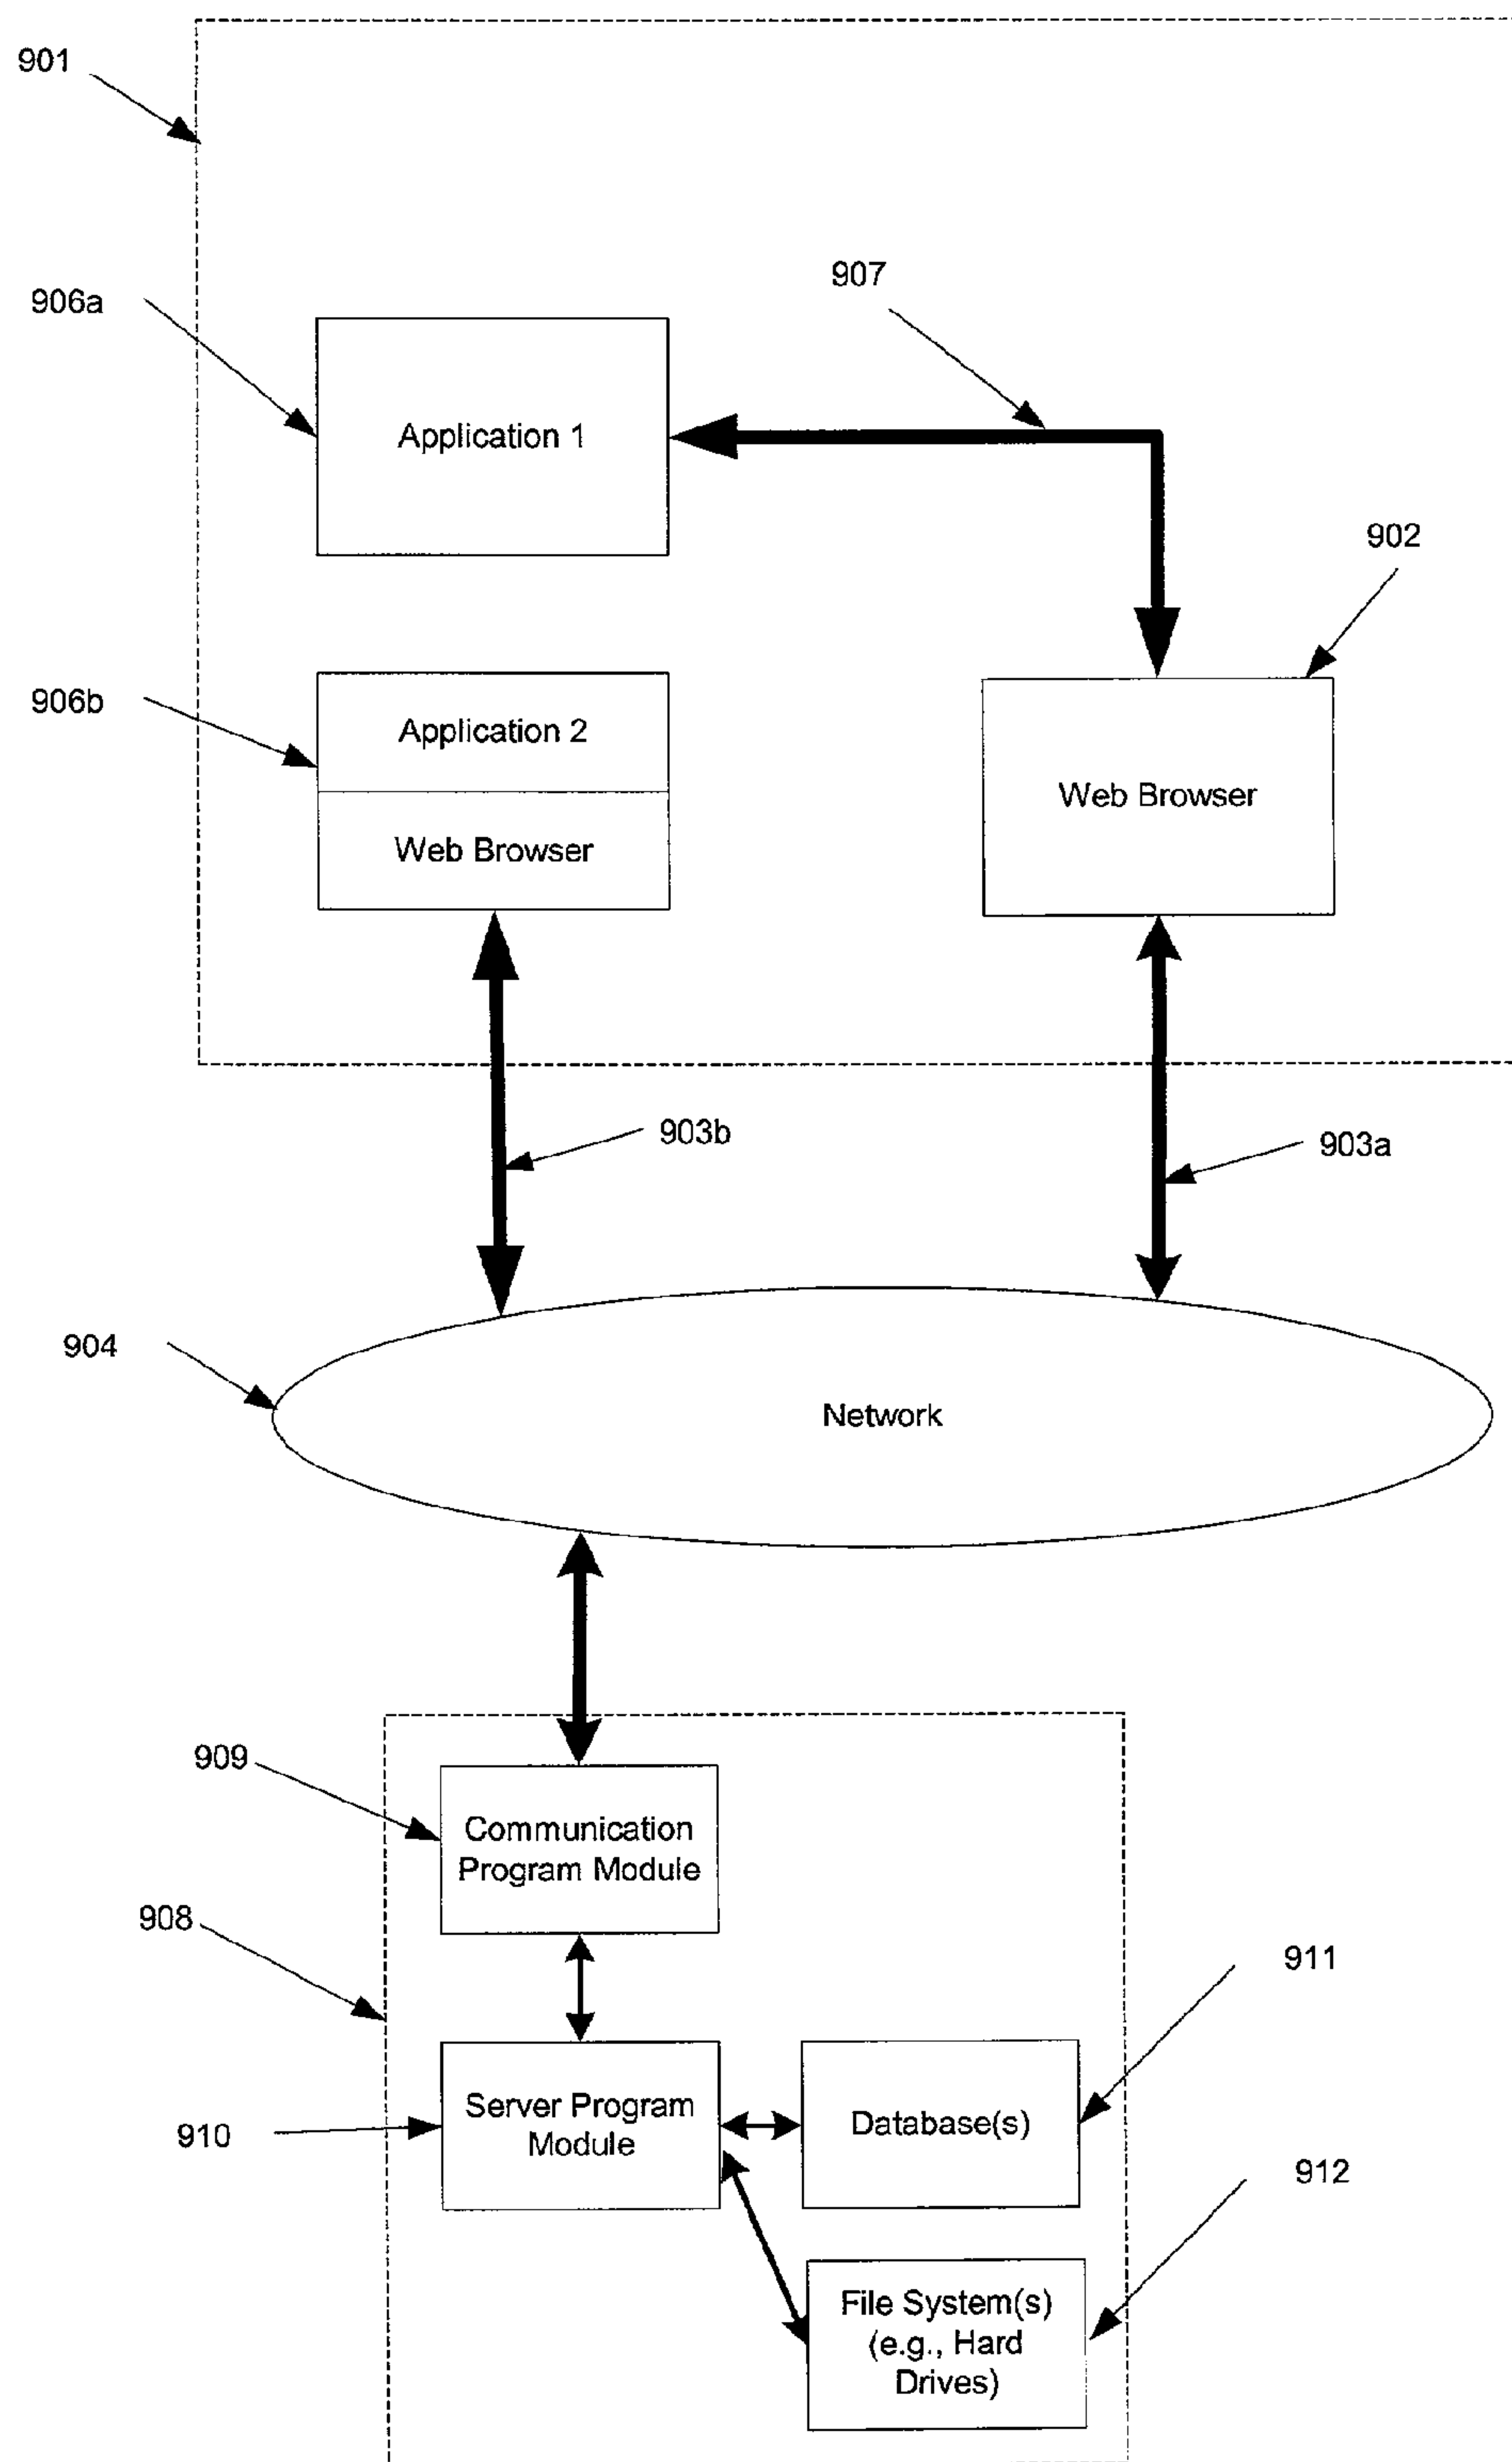 901
907
906a
Application 1
902
906b
Application 2
Web Browser
Web Browser
903b
903a
904
Network
909
Communication
Program Module
908
911
910
Server Program
Module
Database(s)
912
File System(s)
(e.g., Hard
Drives)